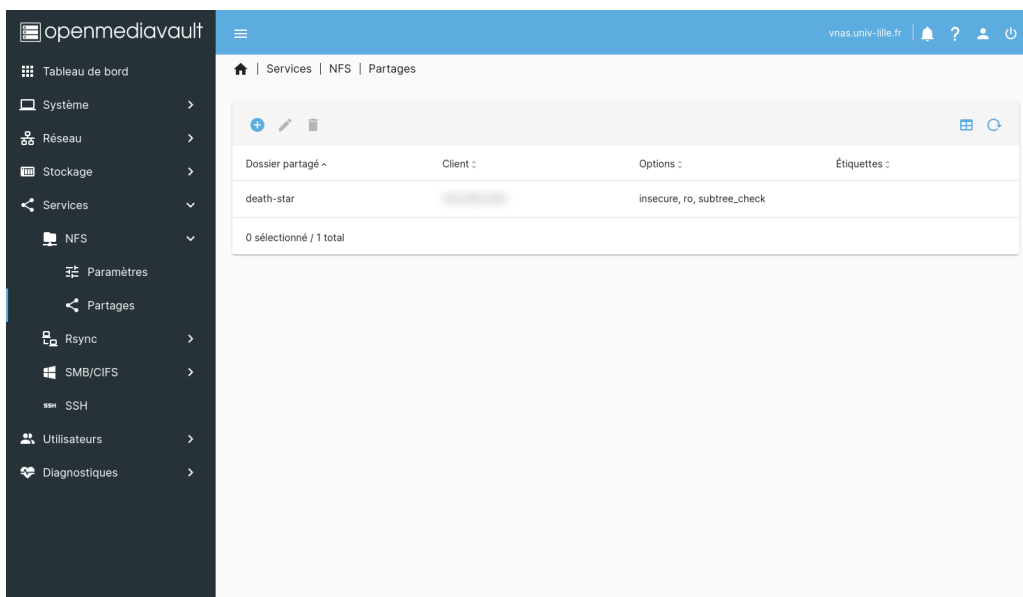 openmediavault
vnas.univ-lille.fr
Tableau de bord
Système
Réseau
Stockage
Services
NFS
Paramètres
Partages
Rsync
SMB/CIFS
SSH SSH
Utilisateurs
Diagnostiques
| Services | NFS | Partages
Dossier partagé Client Options Étiquettes
death-star insecure, ro, subtree_check
0 sélectionné / 1 total